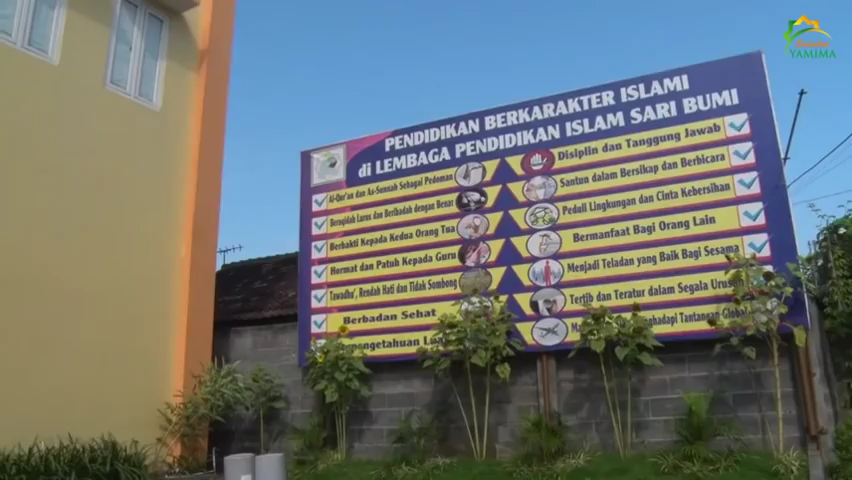 YAMIMA
PENDIDIKAN BERKARAKTER ISLAMI
di LEMBAGA PENDIDIKAN ISLAM SARI BUMI
Al-Qur'an dan As-Sunnah Sebagai Pedoman
Beraqidah Lurus dan Beribadah dengan Benar
Berbakti Kepada Kedua Orang Tua
Hormat dan Patuh Kepada Guru
Tawadhu', Rendah Hati dan Tidak Sombong
Berbadan Sehat
Disiplin dan Tanggung Jawab
Santun dalam Bersikap dan Berbicara
Peduli Lingkungan dan Cinta Kebersihan
Bermanfaat Bagi Orang Lain
Menjadi Teladan yang Baik Bagi Sesama
Tertib dan Teratur dalam Segala Urusan
Tantangan Global